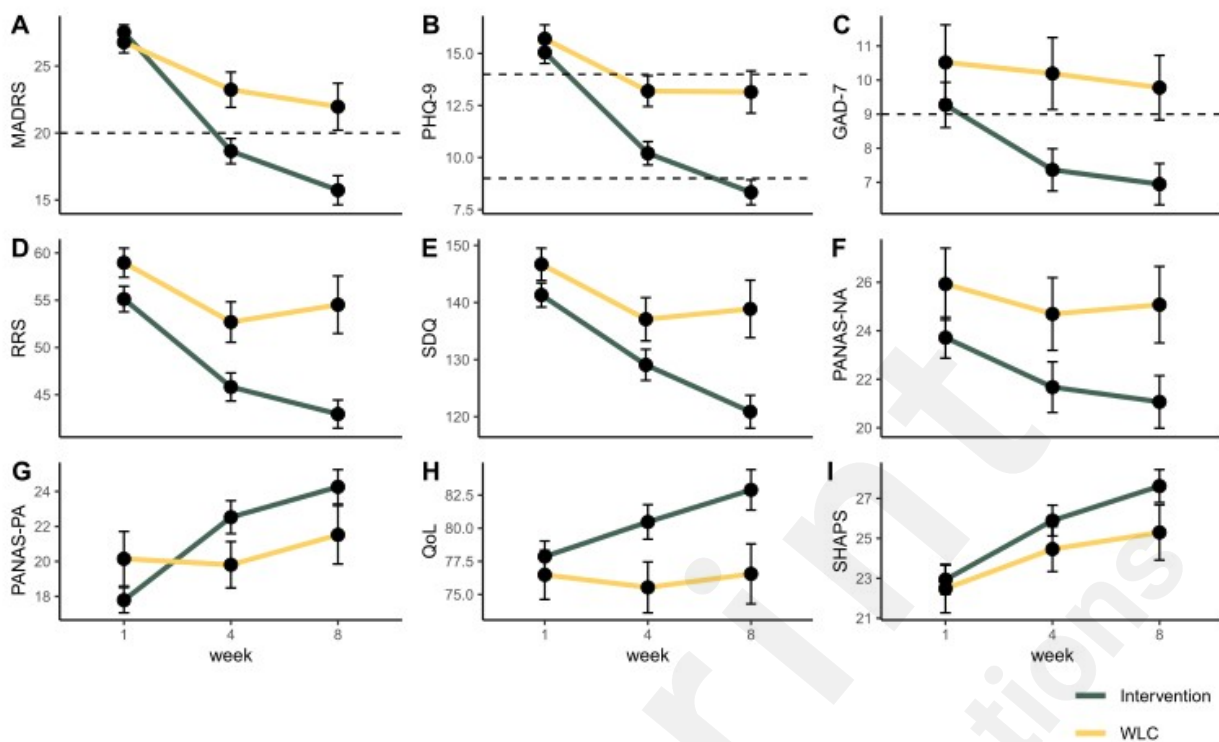 A
MADRS
25
20
15
B
PHQ-9
15.0
12.5
10.0
7.5
C
GAD-7
11
10
9
8
7
D
RRS
60
55
50
45
E
SDQ
150
140
130
120
F
PANAS-NA
26
24
22
20
G
PANAS-PA
24
22
20
18
1 4 8
week
H
QoL
82.5
80.0
77.5
75.0
1 4 8
week
I
SHAPS
27
25
23
21
1 4 8
week
Intervention
WLC
rint
tions